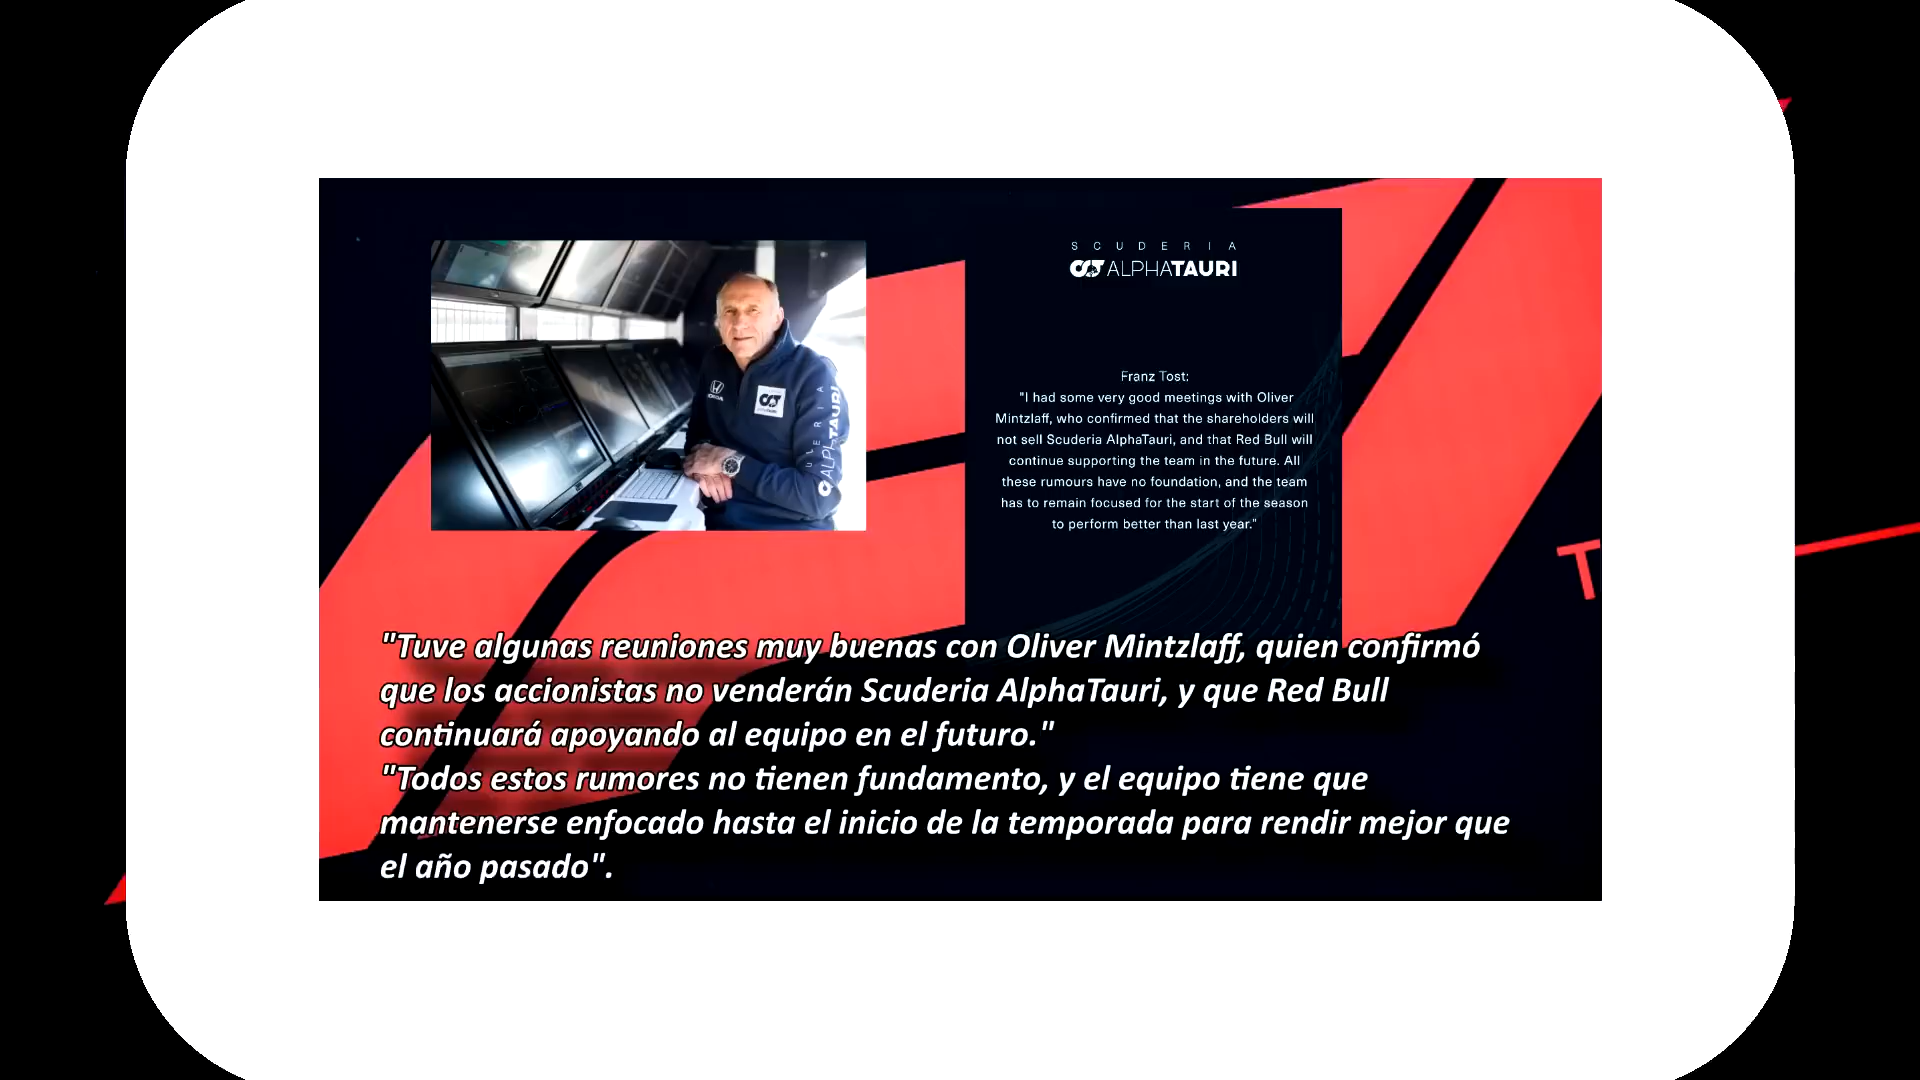 SCUDERIA
ALPHATAURI
Franz Tost:
"I had some very good meetings with Oliver
Mintzlaff, who confirmed that the shareholders will
not sell Scuderia AlphaTauri, and that Red Bull will
continue supporting the team in the future. All
these rumours have no foundation, and the team
has to remain focused for the start of the season
to perform better than last year."
HONDA
ULERIA
ALPHATAURI
T
"Tuve algunas reuniones muy buenas con Oliver Mintzlaff, quien confirmó
que los accionistas no venderán Scuderia AlphaTauri, y que Red Bull
continuará apoyando al equipo en el futuro."
"Todos estos rumores no tienen fundamento, y el equipo tiene que
mantenerse enfocado hasta el inicio de la temporada para rendir mejor que
el año pasado".